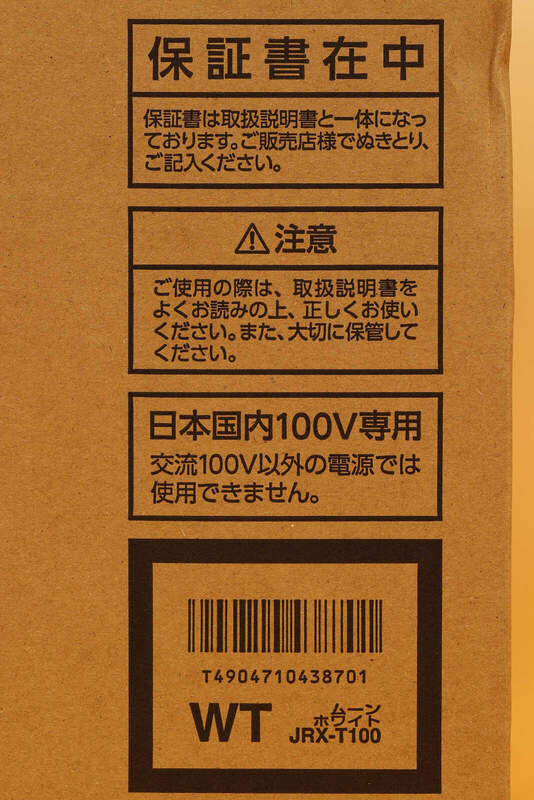 保証書在中
保証書は取扱説明書と一体になっ
ております。ご販売店様でぬきとり、
ご記入ください。
⚠注意
ご使用の際は、取扱説明書を
よくお読みの上、正しくお使い
ください。また、大切に保管して
ください。
日本国内100V専用
交流100V以外の電源では
使用できません。
T4904710438701
WT
ムーン
ホワイト
JRX-T100